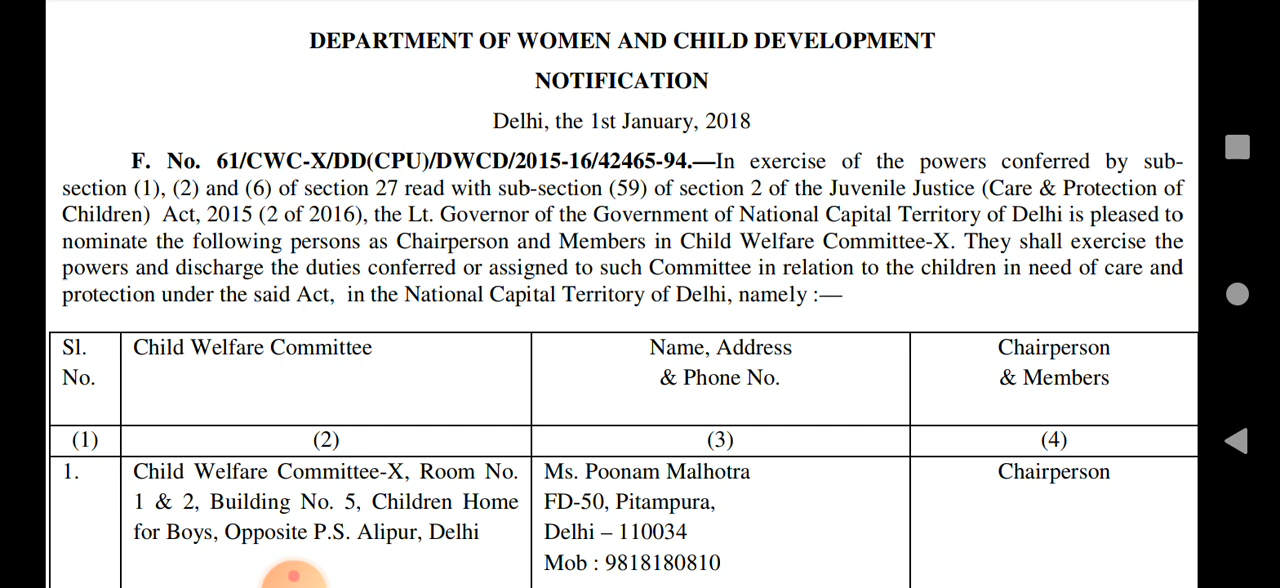 DEPARTMENT OF WOMEN AND CHILD DEVELOPMENT
NOTIFICATION
Delhi, the 1st January, 2018
F. No. 61/CWC-X/DD(CPU)/DWCD/2015-16/42465-94.—In exercise of the powers conferred by sub-
section (1), (2) and (6) of section 27 read with sub-section (59) of section 2 of the Juvenile Justice (Care & Protection of
Children) Act, 2015 (2 of 2016), the Lt. Governor of the Government of National Capital Territory of Delhi is pleased to
nominate the following persons as Chairperson and Members in Child Welfare Committee-X. They shall exercise the
powers and discharge the duties conferred or assigned to such Committee in relation to the children in need of care and
protection under the said Act, in the National Capital Territory of Delhi, namely :—
Sl. No.
Child Welfare Committee
Name, Address
& Phone No.
Chairperson
& Members
(1) (2) (3) (4)
1.
Child Welfare Committee-X, Room No.
1 & 2, Building No. 5, Children Home
for Boys, Opposite P.S. Alipur, Delhi
Ms. Poonam Malhotra
FD-50, Pitampura,
Delhi – 110034
Mob : 9818180810
Chairperson